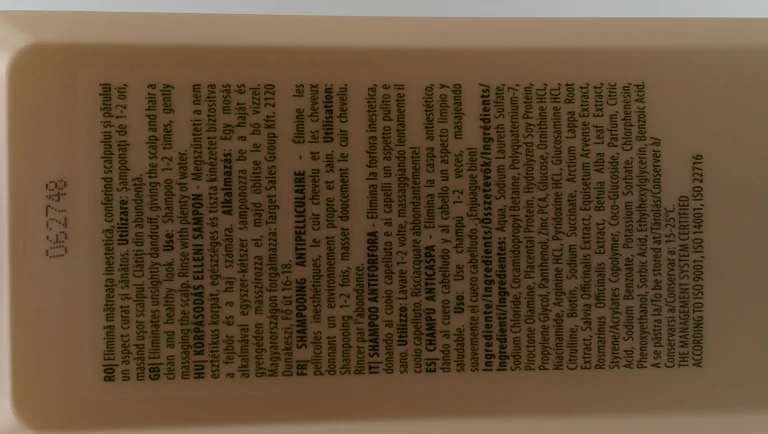 062748
RO| Elimină mătreața inestetică, conferind scalpului și părului
un aspect curat și sănătos. Utilizare: Șamponați de 1-2 ori,
masând ușor scalpul. Clătiți din abundență.
GB| Eliminates unsightly dandruff, giving the scalp and hair a
clean and healthy look. Use: Shampoo 1-2 times, gently
massaging the scalp. Rinse with plenty of water.
HU| KORPÁSODÁS ELLENI SAMPON - Megszünteti a nem
esztétikus korpát, egészséges és tiszta kinézetet biztosítva
a fejbőr és a haj számára. Alkalmazás: Egy mosás
alkalmával egyszer-kétszer samponozza be a haját és
gyengéden masszírozza el, majd öblítse le bő vízzel.
Magyarországon forgalmazza: Target Sales Group Kft. 2120
Dunakeszi, Fő út 16-18.
FR| SHAMPOOING ANTIPELLICULAIRE - Élimine les
pellicules inesthétiques, le cuir chevelu et les cheveux
donnant un environnement propre et sain. Utilisation:
Shampooing 1-2 fois, masser doucement le cuir chevelu.
Rincer par l'abondance.
IT| SHAMPOO ANTIFORFORA - Elimina la forfora inestetica,
donando al cuoio capelluto e ai capelli un aspetto pulito e
sano. Utilizzo: Lavare 1-2 volte, massaggiando lentamente il
cuoio capelluto. Risciacquare abbondantemente!
ES| CHAMPÚ ANTICASPA - Elimina la caspa antiestético,
dando al cuero cabelludo y al cabello un aspecto limpio y
saludable. Uso: Use champú 1-2 veces, masajeando
suavemente el cuero cabelludo. ¡Enjuague bien!
Ingrediente/Ingredients/Összetevők/Ingrédients/
Ingredienti/Ingredientes: Aqua, Sodium Laureth Sulfate,
Sodium Chloride, Cocamidopropyl Betaine, Polyquaternium-7,
Piroctone Olamine, Placental Protein, Hydrolyzed Soy Protein,
Propylene Glycol, Panthenol, Zinc PCA, Glucose, Ornithine HCL,
Niacinamide, Arginine HCL, Pyridoxine HCL, Glucosamine HCL,
Citrulline, Biotin, Sodium Succinate, Arctium Lappa Root
Extract, Salvia Officinalis Extract, Equisetum Arvense Extract,
Rosmarinus Officinalis Extract, Betula Alba Leaf Extract,
Styrene/Acrylates Copolymer, Coco-Glucoside, Parfum, Citric
Acid, Sodium Benzoate, Potassium Sorbate, Chlorphenesin,
Phenoxyethanol, Sorbic Acid, Ethylhexylglycerin, Benzoic Acid.
A se păstra la/To be stored at/Tárolás/Conserver à/
Conservarsi a/Conservar a: 15-25°C.
THE MANAGEMENT SYSTEM CERTIFIED
ACCORDING TO ISO 9001, ISO 14001, ISO 22716